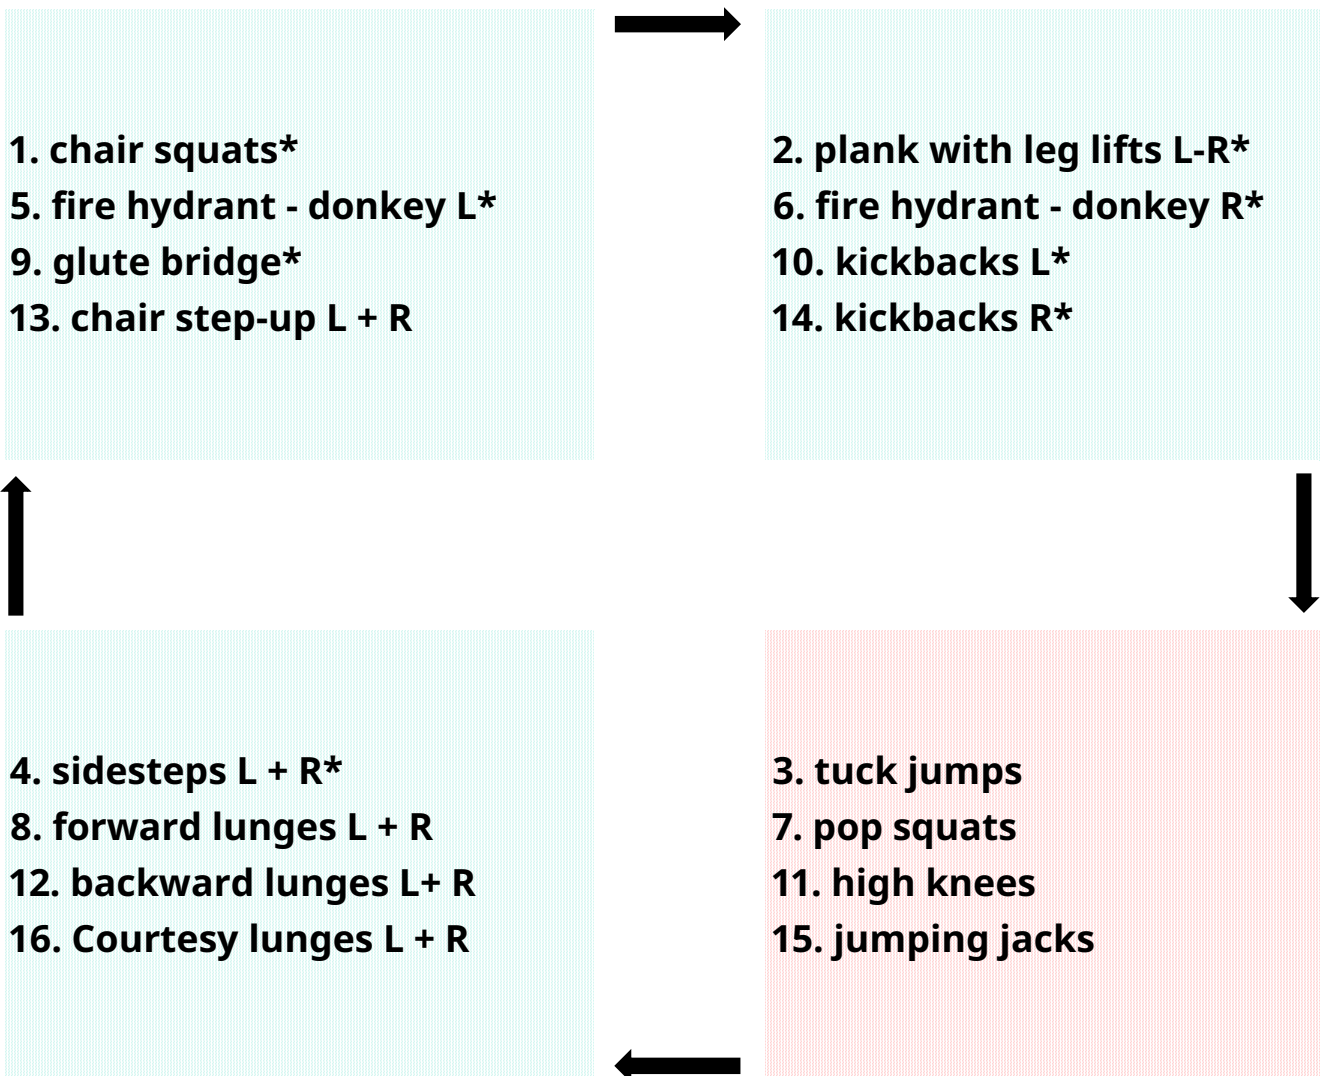 1. chair squats*
5. fire hydrant - donkey L*
9. glute bridge*
13. chair step-up L + R
2. plank with leg lifts L-R*
6. fire hydrant - donkey R*
10. kickbacks L*
14. kickbacks R*
4. sidesteps L + R*
8. forward lunges L + R
12. backward lunges L+ R
16. Courtesy lunges L + R
3. tuck jumps
7. pop squats
11. high knees
15. jumping jacks